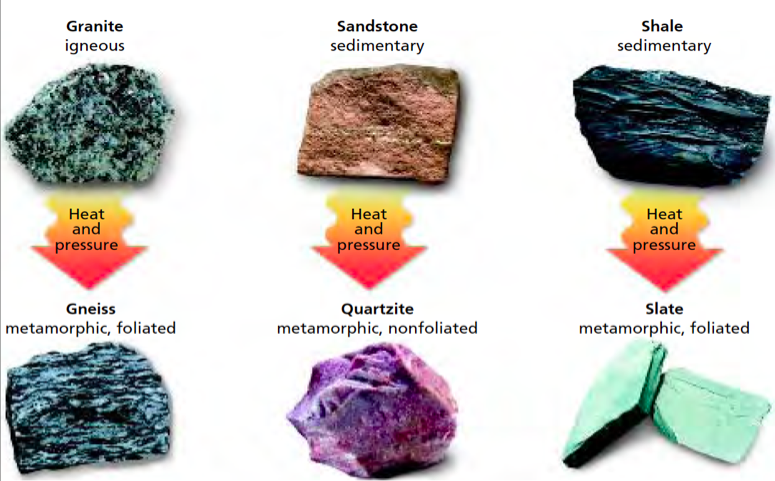 Granite
igneous
Sandstone
sedimentary
Shale
sedimentary
Heat
and
pressure
Heat
and
pressure
Heat
and
pressure
Gneiss
metamorphic, foliated
Quartzite
metamorphic, nonfoliated
Slate
metamorphic, foliated